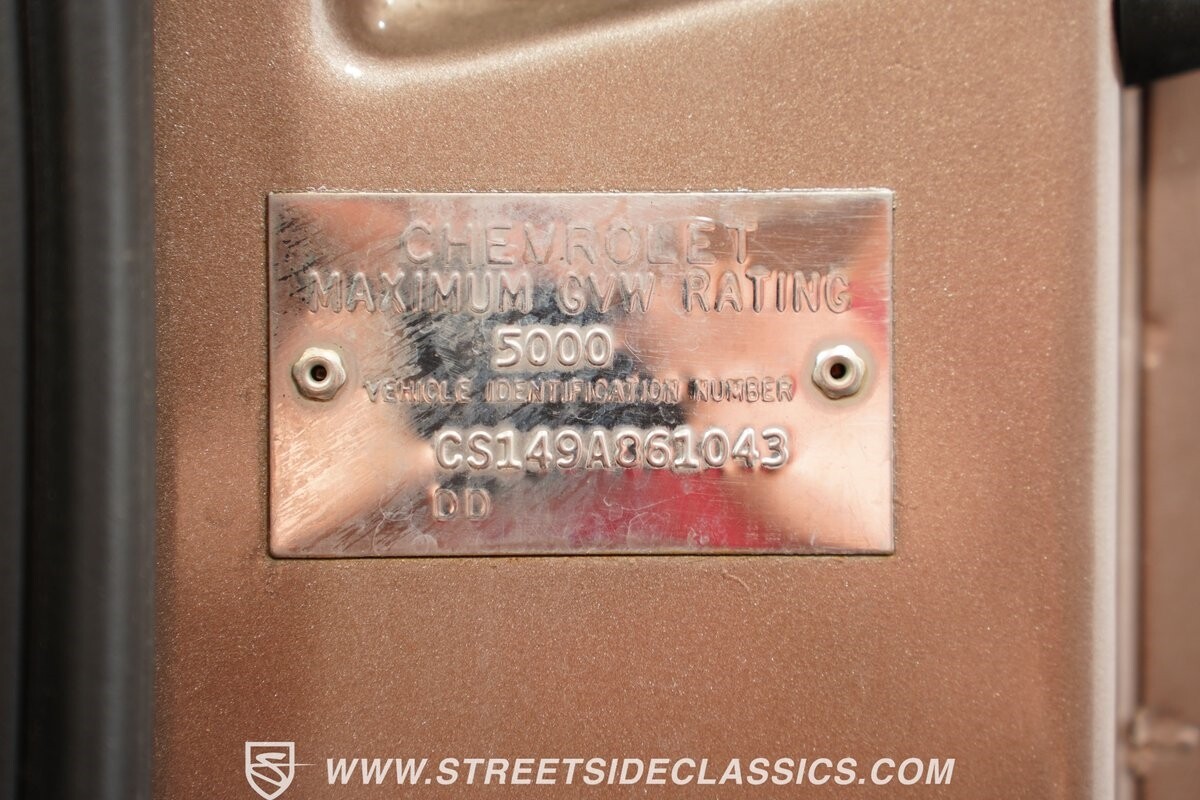 CHEVROLET
MAXIMUM GVW RATING
5000
VEHICLE IDENTIFICATION NUMBER
CS149A861043
DD
WWW.STREETSIDECLASSICS.COM